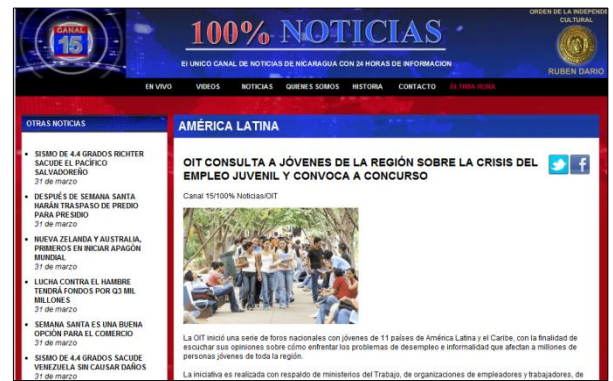 CANAL
15
100% NOTICIAS
El UNICO CANAL DE NOTICIAS DE NICARAGUA CON 24 HORAS DE INFORMACION
ORDEN DE LA INDEPENDE
CULTURAL
RUBEN DARIO
EN VIVO VIDEOS NOTICIAS QUIENES SOMOS HISTORIA CONTACTO ULTIMA HORA
OTRAS NOTICIAS
SISMO DE 4.4 GRADOS RICHTER
SACUDE EL PACÍFICO
SALVADOREÑO
31 de marzo
DESPUÉS DE SEMANA SANTA
HARÁN TRASPASO DE PREDIO
PARA PRESIDIO
31 de marzo
NUEVA ZELANDA Y AUSTRALIA,
PRIMEROS EN INICIAR APAGÓN
MUNDIAL
31 de marzo
LUCHA CONTRA EL HAMBRE
TENDRÁ FONDOS POR Q3 MIL
MILLONES
31 de marzo
SEMANA SANTA ES UNA BUENA
OPCIÓN PARA EL COMERCIO
31 de marzo
SISMO DE 4.4 GRADOS SACUDE
VENEZUELA SIN CAUSAR DAÑOS
31 de marzo
AMÉRICA LATINA
OIT CONSULTA A JÓVENES DE LA REGIÓN SOBRE LA CRISIS DEL
EMPLEO JUVENIL Y CONVOCA A CONCURSO
Canal 15/100% Noticias/OIT
La OIT inició una serie de foros nacionales con jóvenes de 11 países de América Latina y el Caribe, con la finalidad de
escuchar sus opiniones sobre cómo enfrentar los problemas de desempleo e informalidad que afectan a millones de
personas jóvenes de toda la región.
La iniciativa es realizada con respaldo de ministerios del Trabajo, de organizaciones de empleadores y trabajadores, de